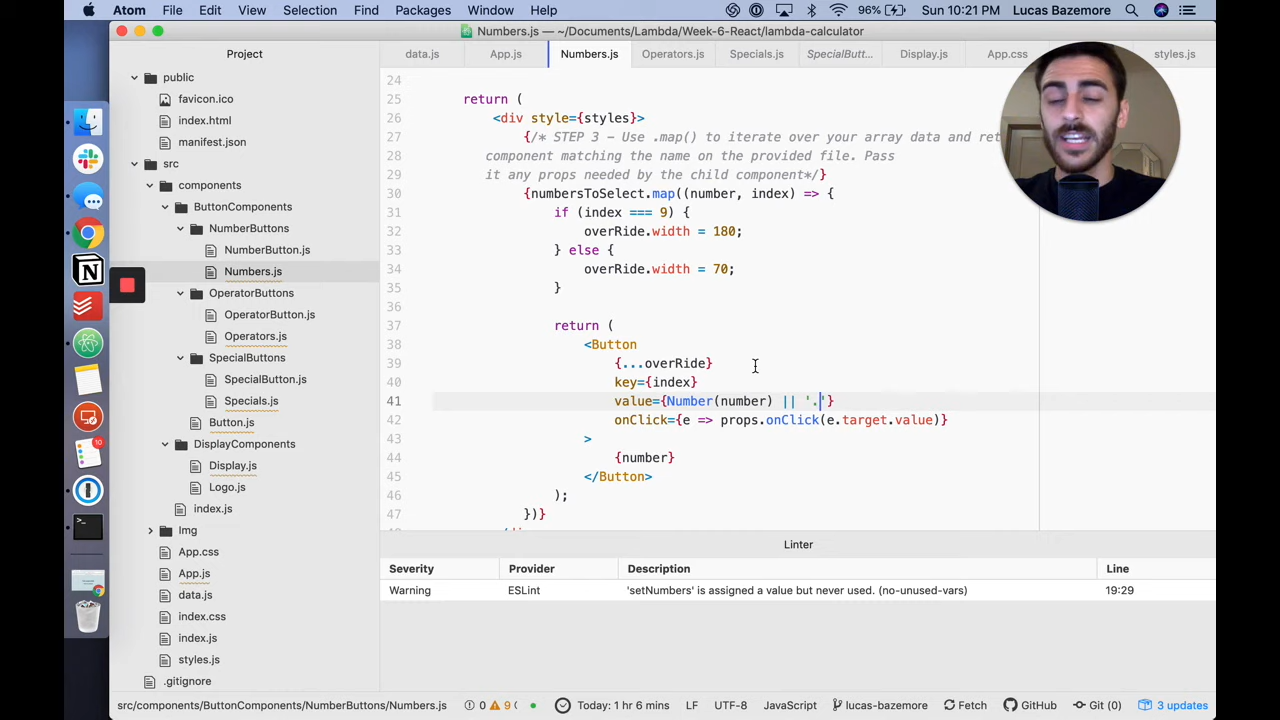 Atom File Edit View Selection Find Packages Window Help 96% Sun 10:21 PM Lucas Bazemore
Numbers.js — ~/Documents/Lambda/Week-6-React/lambda-calculator
Project
data.js App.js Numbers.js Operators.js Specials.js SpecialButt... Display.js App.css styles.js
public
favicon.ico
index.html
manifest.json
src
components
ButtonComponents
NumberButtons
NumberButton.js
Numbers.js
OperatorButtons
OperatorButton.js
Operators.js
SpecialButtons
SpecialButton.js
Specials.js
Button.js
DisplayComponents
Display.js
Logo.js
index.js
Img
App.css
App.js
data.js
index.css
index.js
styles.js
.gitignore
24
25 return (
26 <div style={styles}>
27 {/* STEP 3 - Use .map() to iterate over your array data and ret
28 component matching the name on the provided file. Pass
29 it any props needed by the child component*/}
30 {numbersToSelect.map((number, index) => {
31 if (index === 9) {
32 overRide.width = 180;
33 } else {
34 overRide.width = 70;
35 }
36
37 return (
38 <Button
39 {...overRide}
40 key={index}
41 value={Number(number) || '.'}
42 onClick={e => props.onClick(e.target.value)}
43 >
44 {number}
45 </Button>
46 );
47 })}
Linter
Severity Provider Description Line
Warning ESLint 'setNumbers' is assigned a value but never used. (no-unused-vars) 19:29
src/components/ButtonComponents/NumberButtons/Numbers.js 0 9 Today: 1 hr 6 mins LF UTF-8 JavaScript lucas-bazemore Fetch GitHub Git (0) 3 updates
10